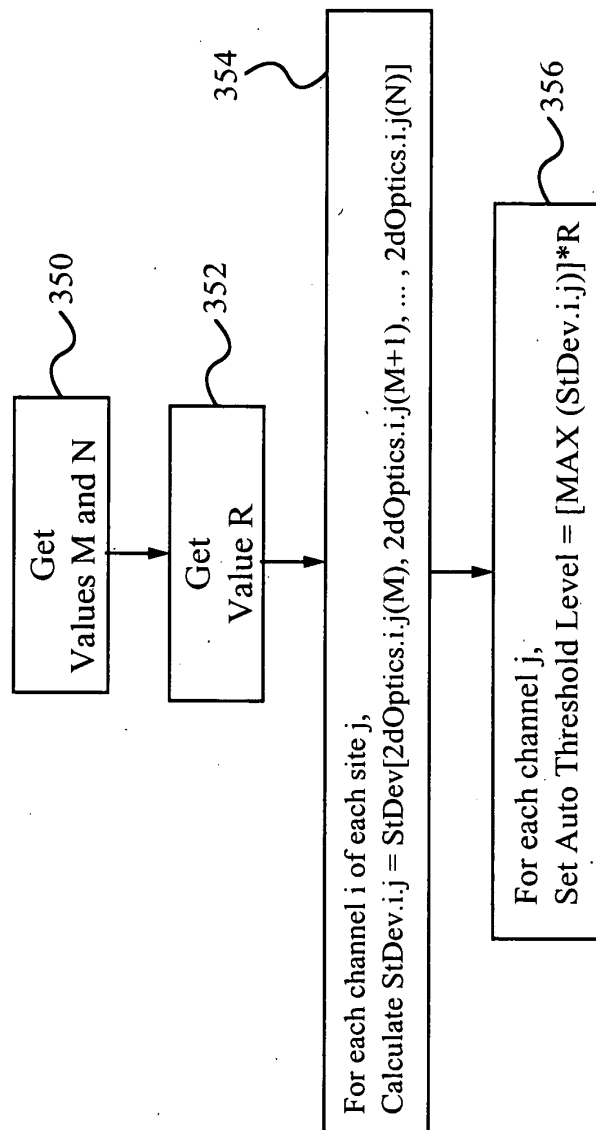 Get
Values M and N
350
Get
Value R
352
For each channel i of each site j,
Calculate StDev.i.j = StDev[2dOptics.i.j(M), 2dOptics.i.j(M+1), ... , 2dOptics.i.j(N)]
354
For each channel j,
Set Auto Threshold Level = [MAX (StDev.i.j)]*R
356